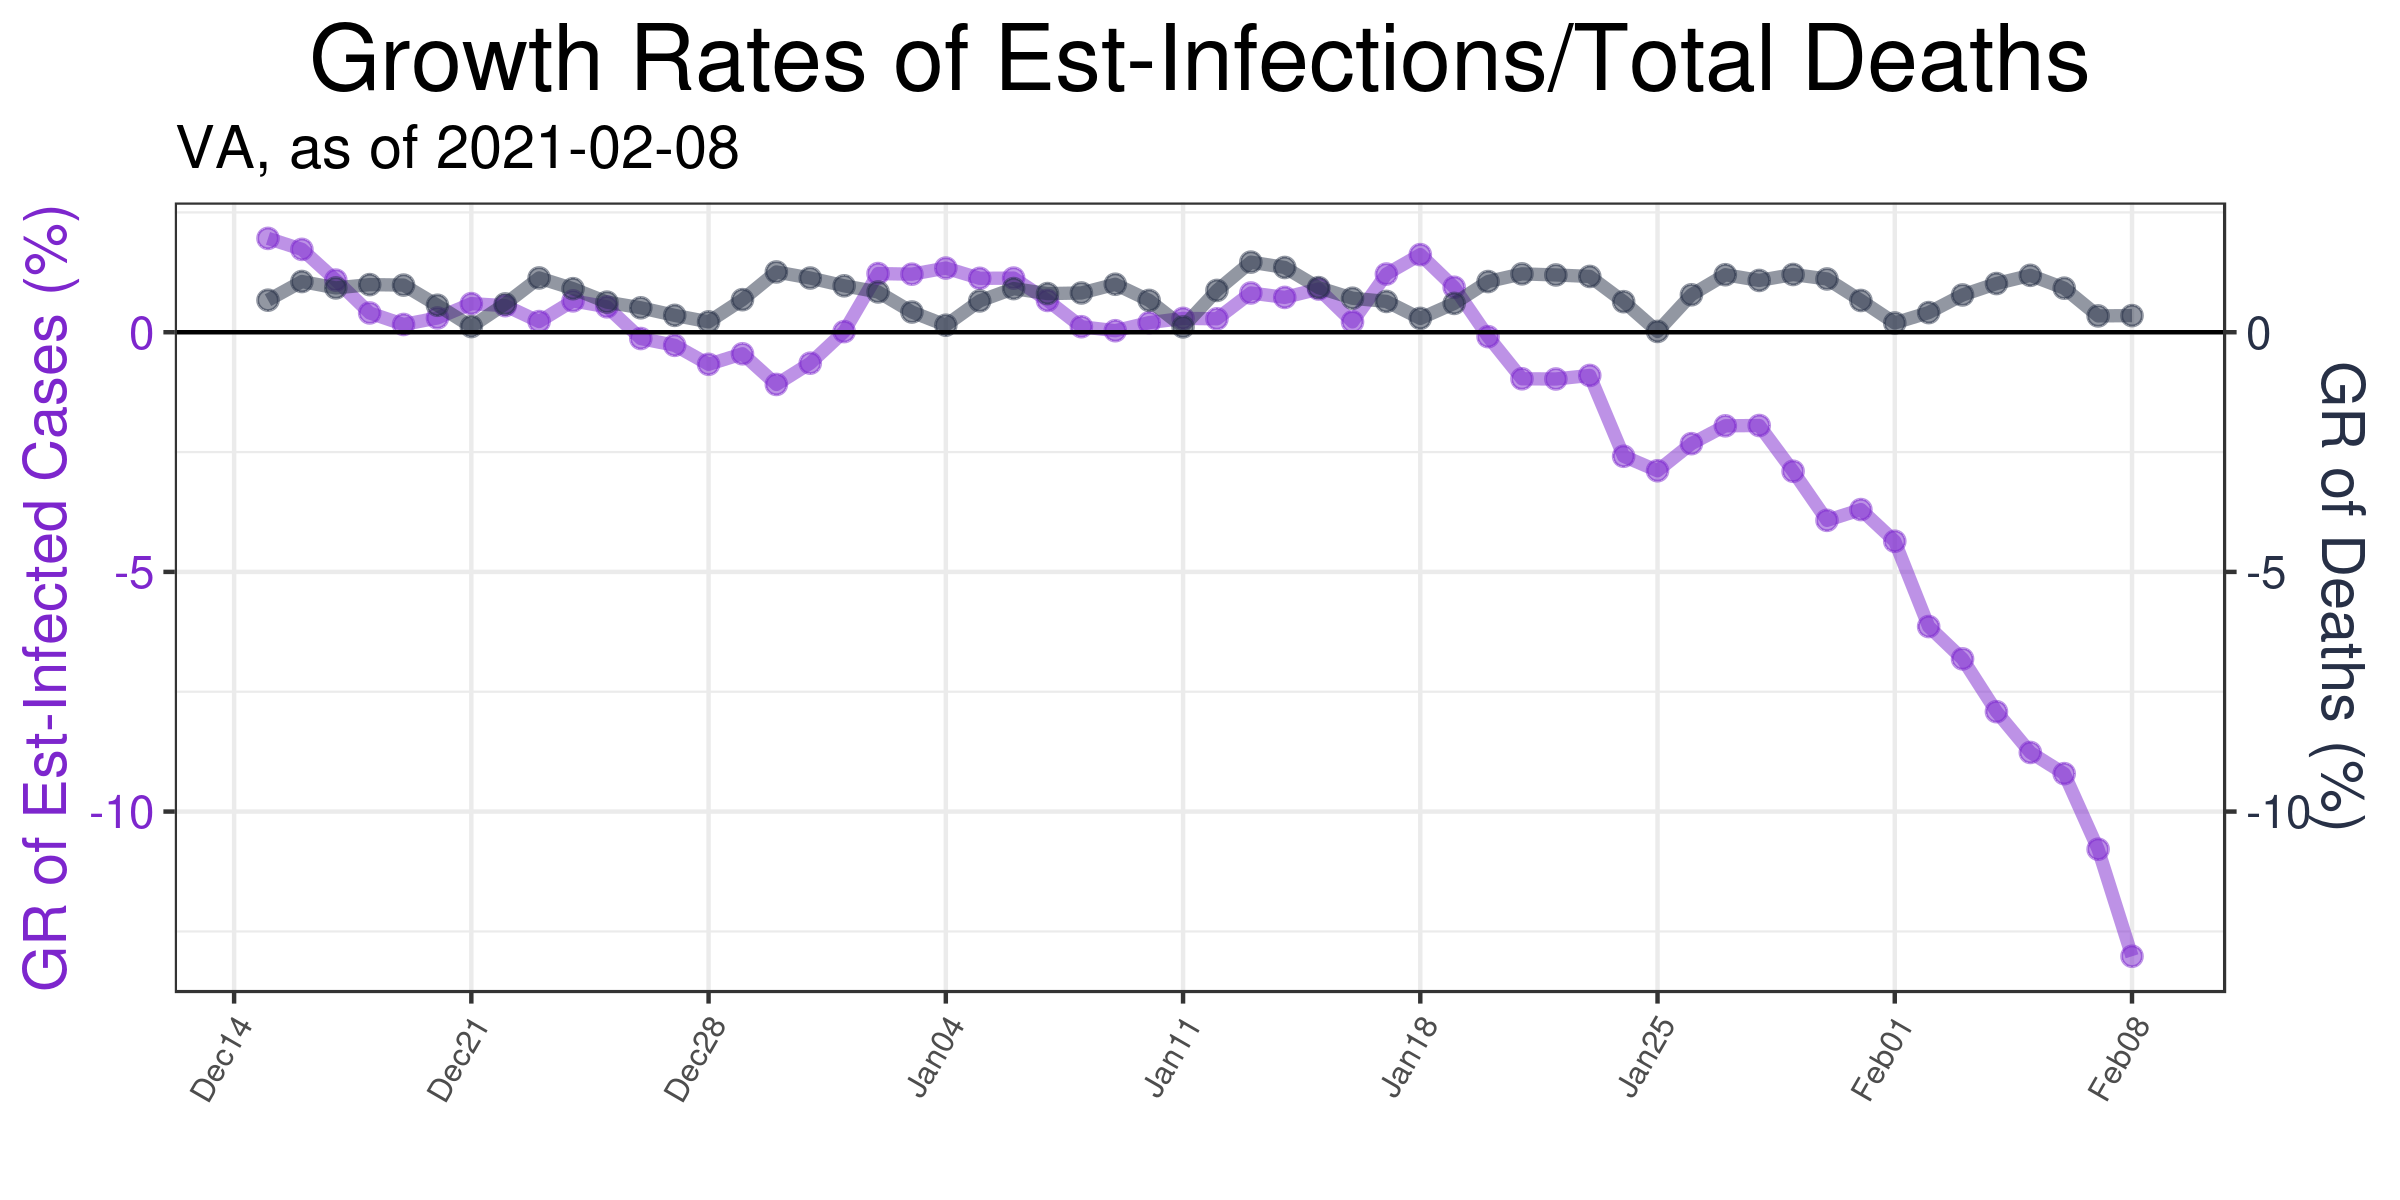 Growth Rates of Est-Infections/Total Deaths
VA, as of 2021-02-08
GR of Est-Infected Cases (%)
0
-5
-10
0
-5
-10
GR of Deaths (%)
Dec14
Dec21
Dec28
Jan04
Jan11
Jan18
Jan25
Feb01
Feb08